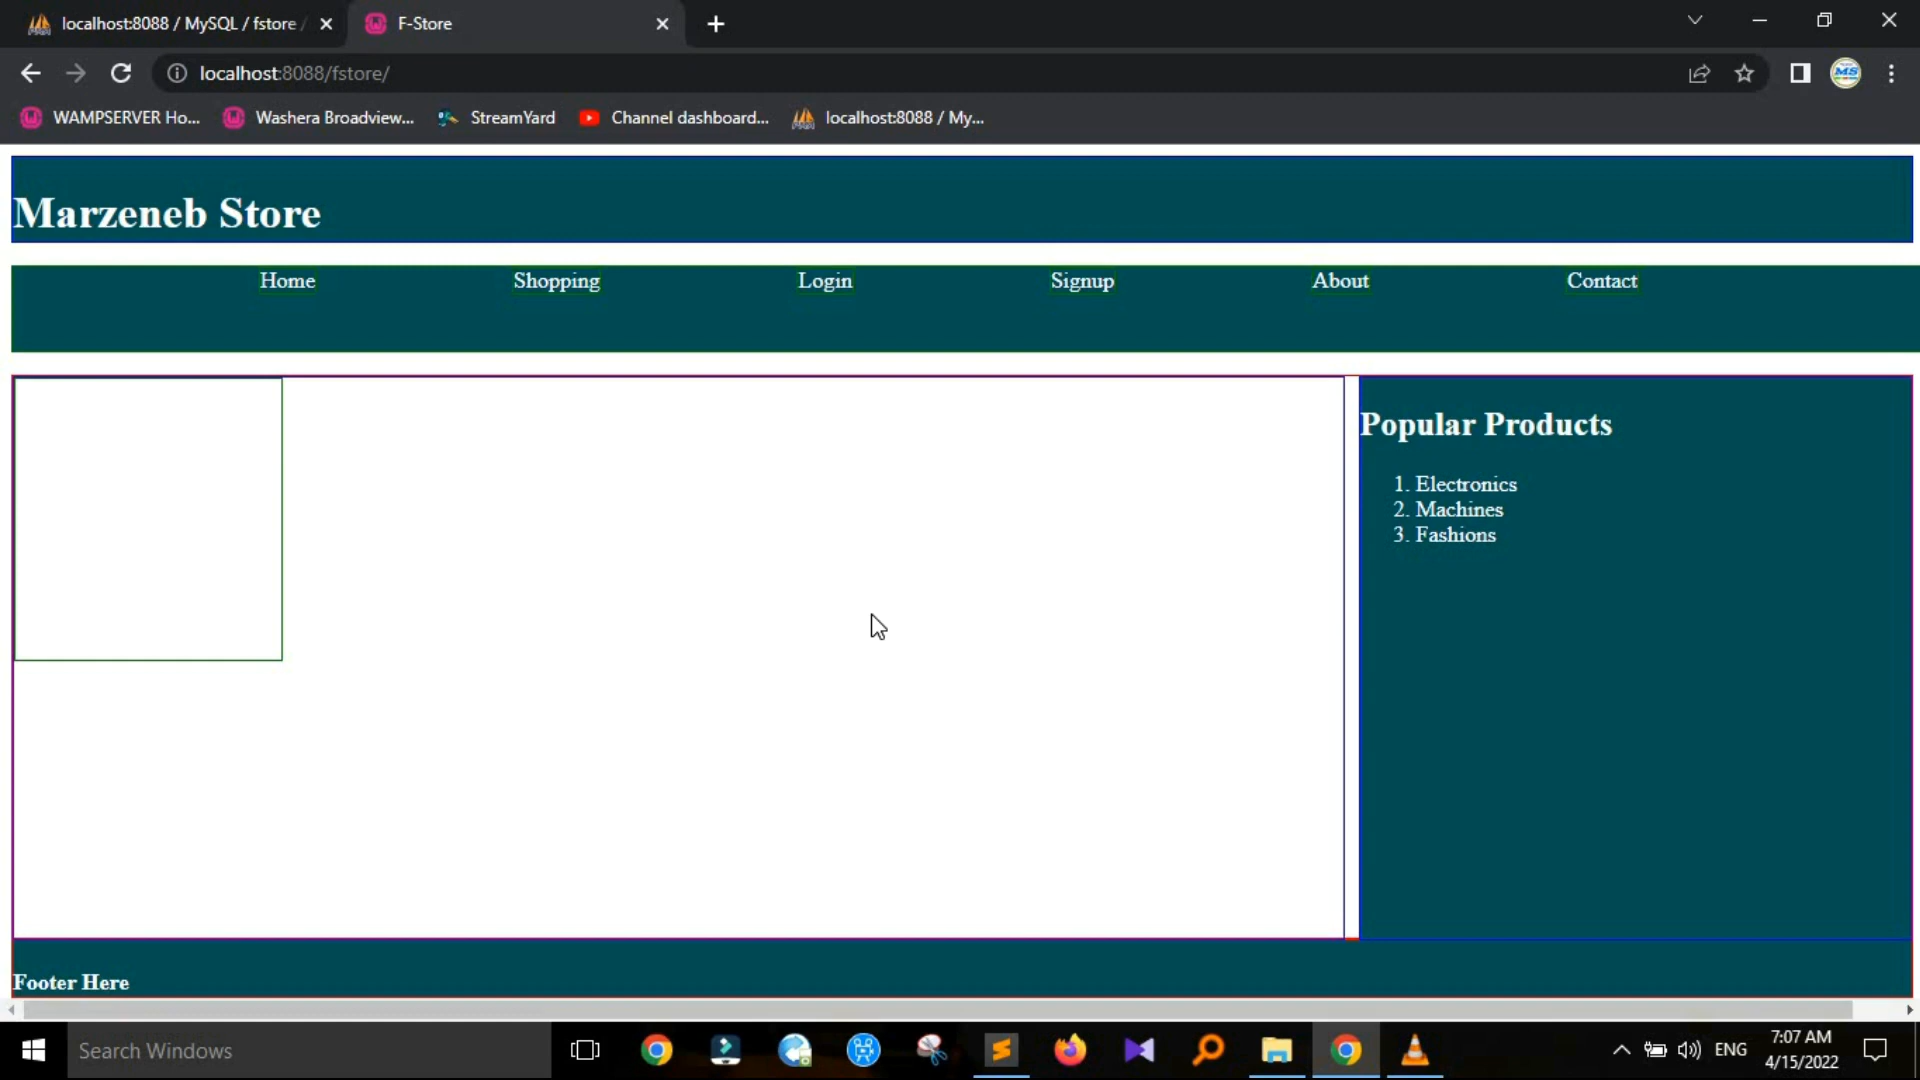 localhost:8088 / MySQL / fstore /
F-Store
localhost:8088/fstore/
MS
WAMPSERVER Ho...
Washera Broadview...
StreamYard
Channel dashboard...
localhost:8088 / My...
Marzeneb Store
Home
Shopping
Login
Signup
About
Contact
Popular Products
1. Electronics
2. Machines
3. Fashions
Footer Here
Search Windows
ENG
7:07 AM
4/15/2022